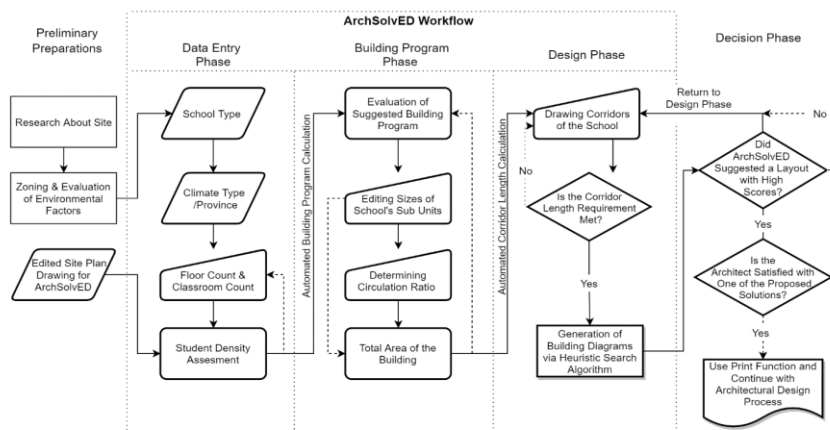 ArchSolvED Workflow
Preliminary
Preparations
Data Entry
Phase
Building Program
Phase
Design Phase
Decision Phase
Research About Site
Zoning & Evaluation
of Environmental
Factors
Edited Site Plan
Drawing for
ArchSolvED
School Type
Climate Type
/Province
Floor Count &
Classroom Count
Student Density
Assesment
Automated Building Program Calculation
Evaluation of
Suggested Building
Program
Editing Sizes of
School's Sub Units
Determining
Circulation Ratio
Total Area of the
Building
Automated Corridor Length Calculation
Drawing Corridors
of the School
No
Is the Corridor
Length Requirement
Met?
Yes
Generation of
Building Diagrams
via Heuristic Search
Algorithm
Return to
Design Phase
No
Did
ArchSolvED
Suggested a Layout
with High
Scores?
Yes
Is the
Architect Satisfied with
One of the Proposed
Solutions?
Yes
Use Print Function and
Continue with
Architectural Design
Process